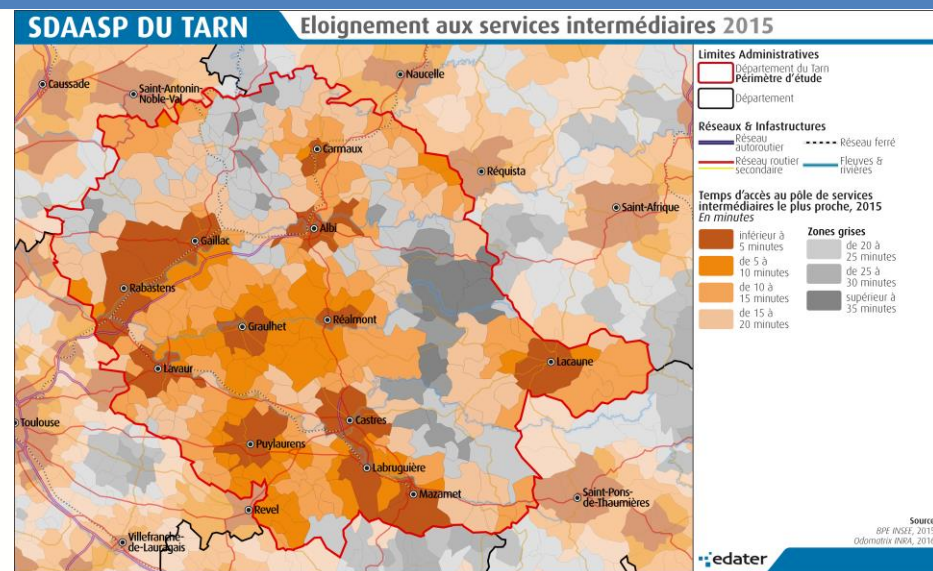 SDAASP DU TARN
Eloignement aux services intermédiaires 2015
Caussade
Saint-Antonin-
Noble-Val
Naucelle
Carmaux
Réquista
Saint-Afrique
Albi
Gaillac
Rabastens
Graulhet
Réalmont
Lavaur
Lacaune
Toulouse
Castres
Puylaurens
Labruguière
Mazamet
Saint-Pons-
de-Thaumières
Revel
Villefranche-
de-Lauragais
Limites Administratives
Département du Tarn
Périmètre d'étude
Département
Réseaux & Infastructures
Réseau
autoroutier
Réseau ferré
Réseau routier
secondaire
Fleuves &
rivières
Temps d'accès au pôle de services
intermédiaires le plus proche, 2015
En minutes
inférieur à
5 minutes
de 5 à
10 minutes
de 10 à
15 minutes
de 15 à
20 minutes
Zones grises
de 20 à
25 minutes
de 25 à
30 minutes
supérieur à
35 minutes
Source
BPE INSEE, 2015
Odomatrix INRA, 2016
edater